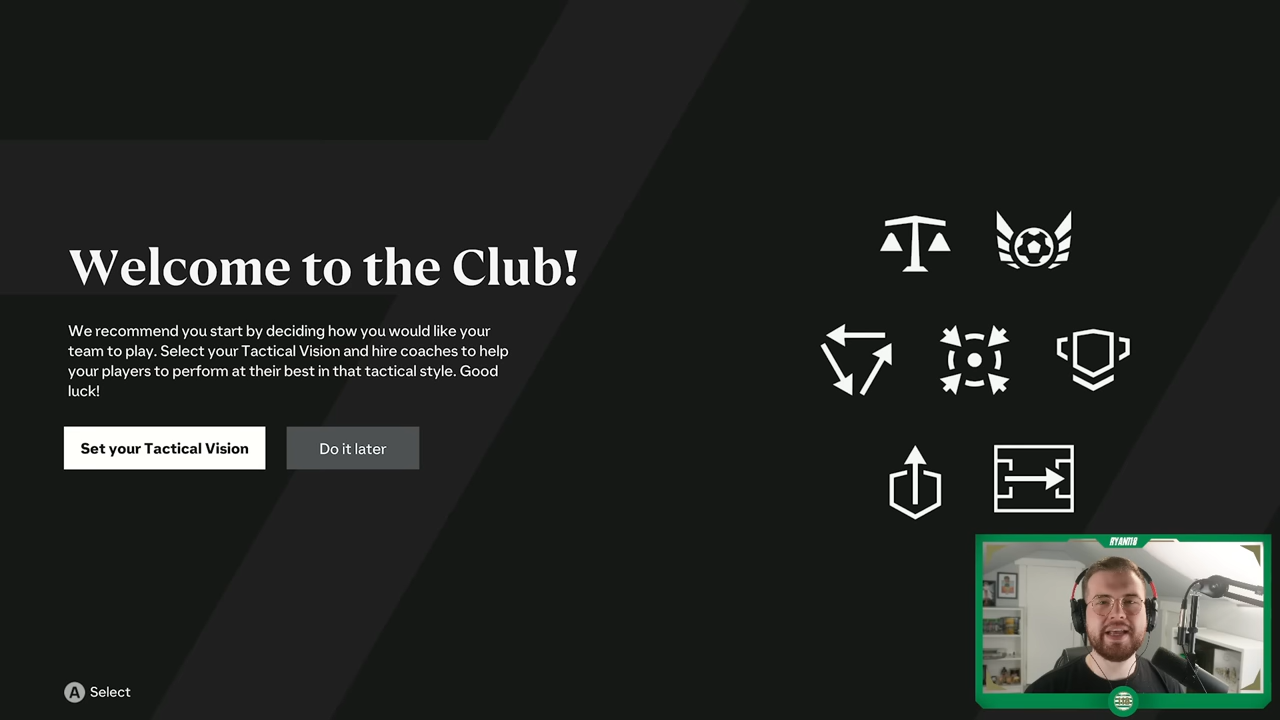 Welcome to the Club!
We recommend you start by deciding how you would like your
team to play. Select your Tactical Vision and hire coaches to help
your players to perform at their best in that tactical style. Good
luck!
Set your Tactical Vision
Do it later
A Select